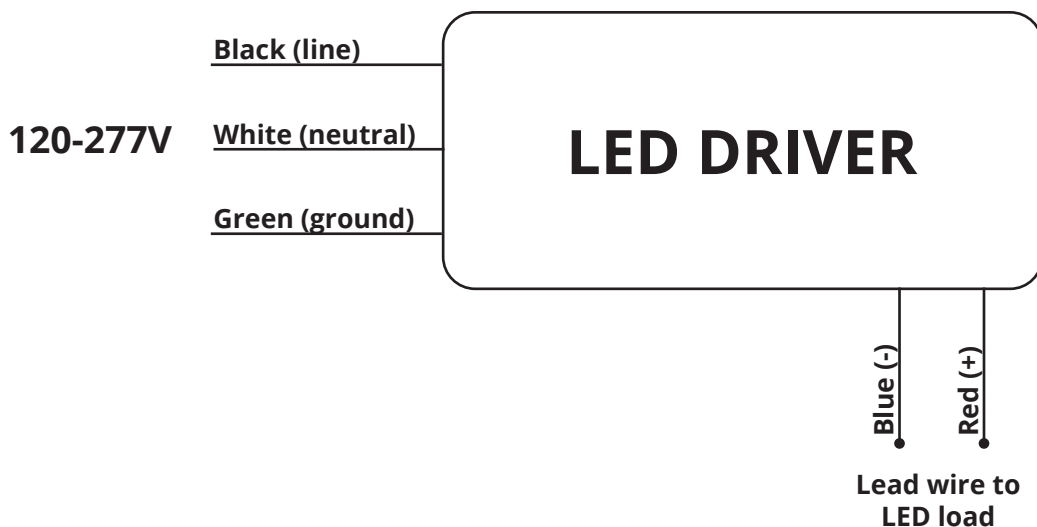 Black (line)
120-277V
White (neutral)
Green (ground)
LED DRIVER
Blue (-)
Red (+)
Lead wire to
LED load